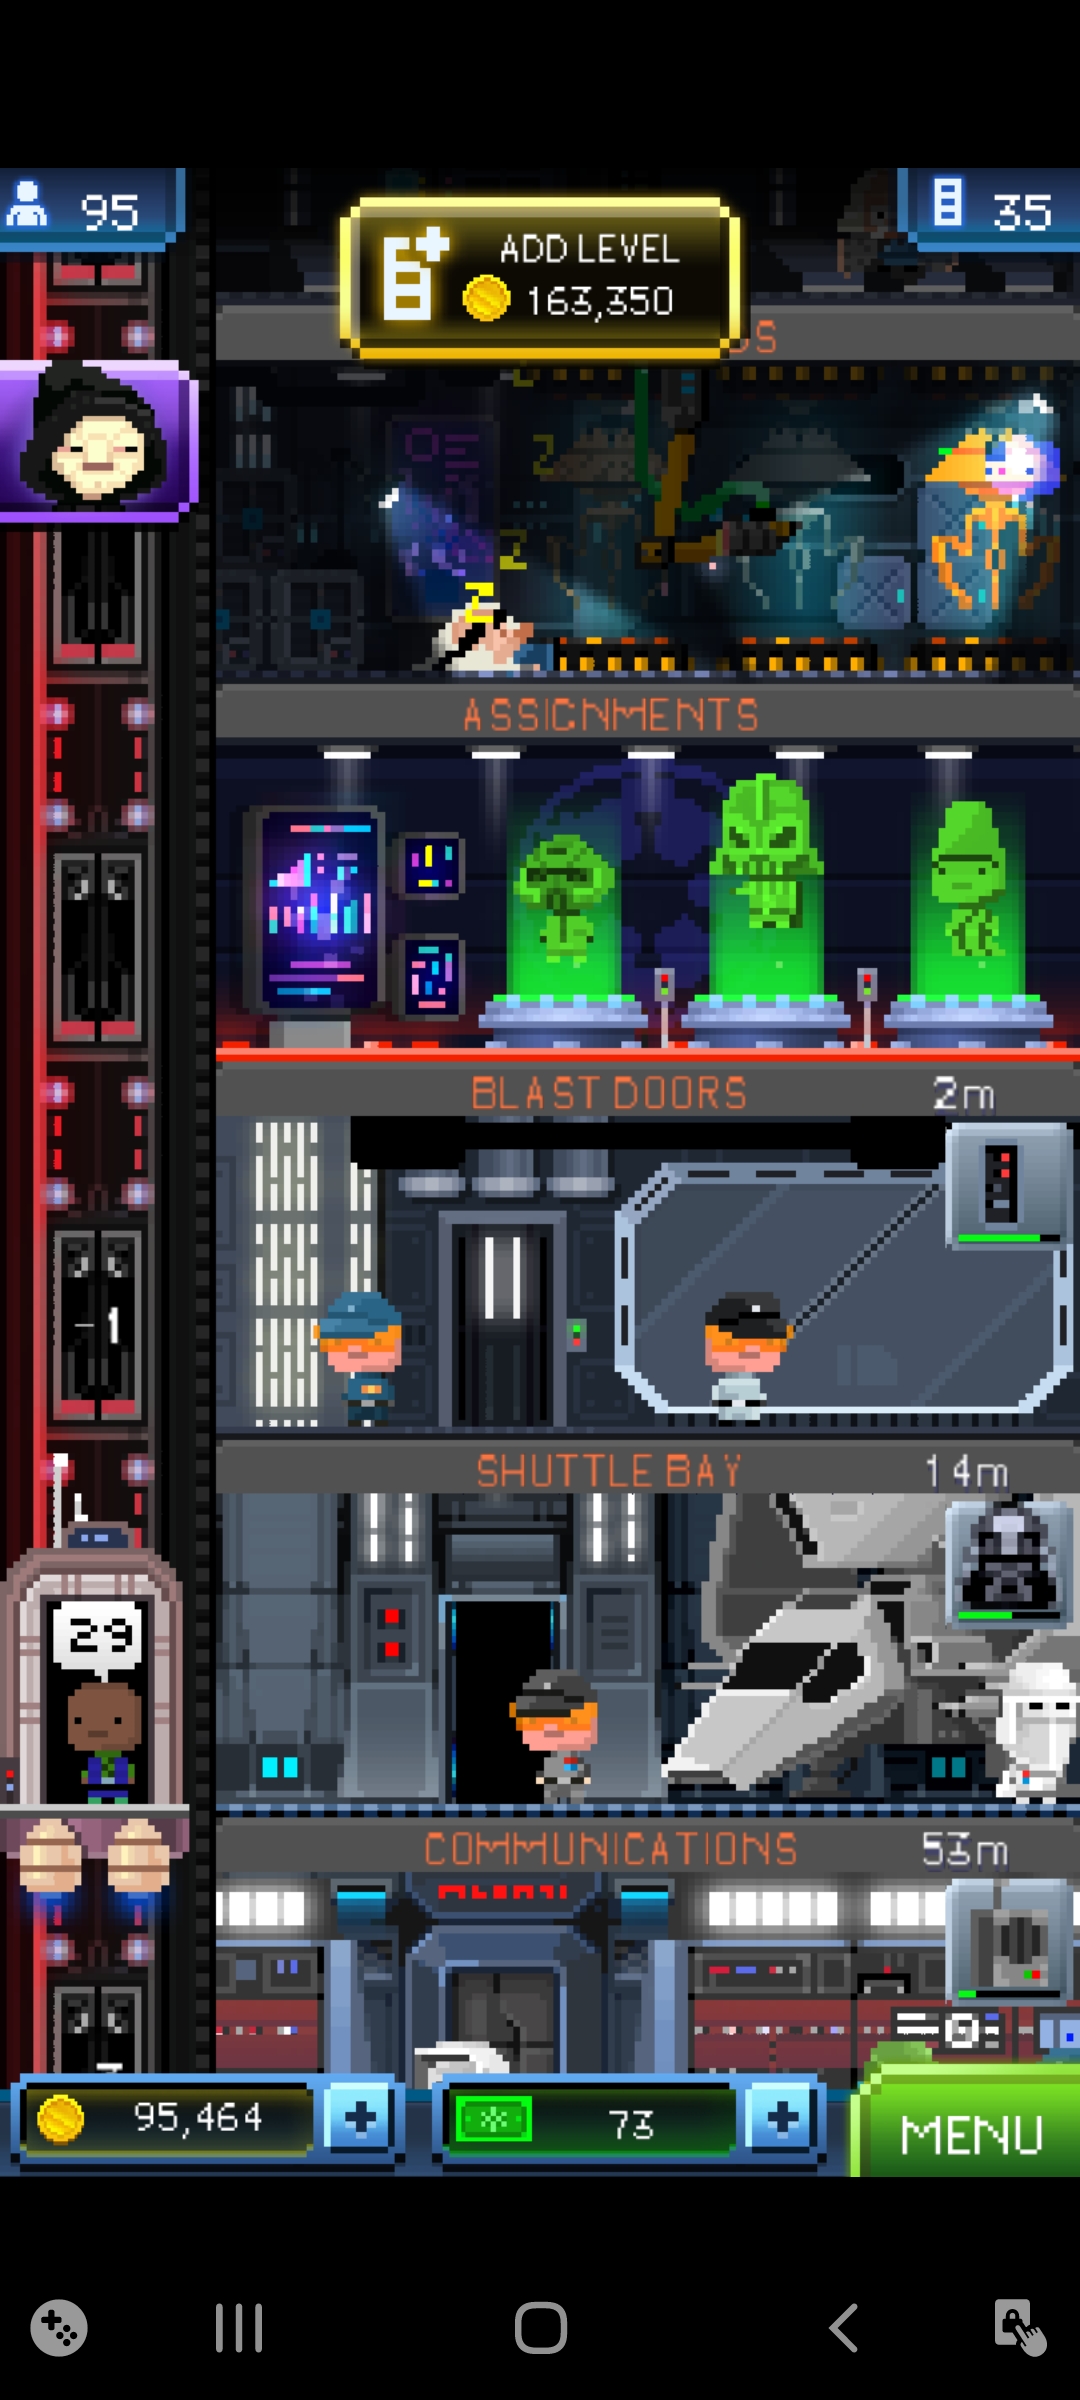 95
ADD LEVEL
163,350
35
Z
Z
Z
ASSIGNMENTS
BLAST DOORS 2m
-1
SHUTTLE BAY 14m
29
COMMUNICATIONS 53m
95,464
73
MENU